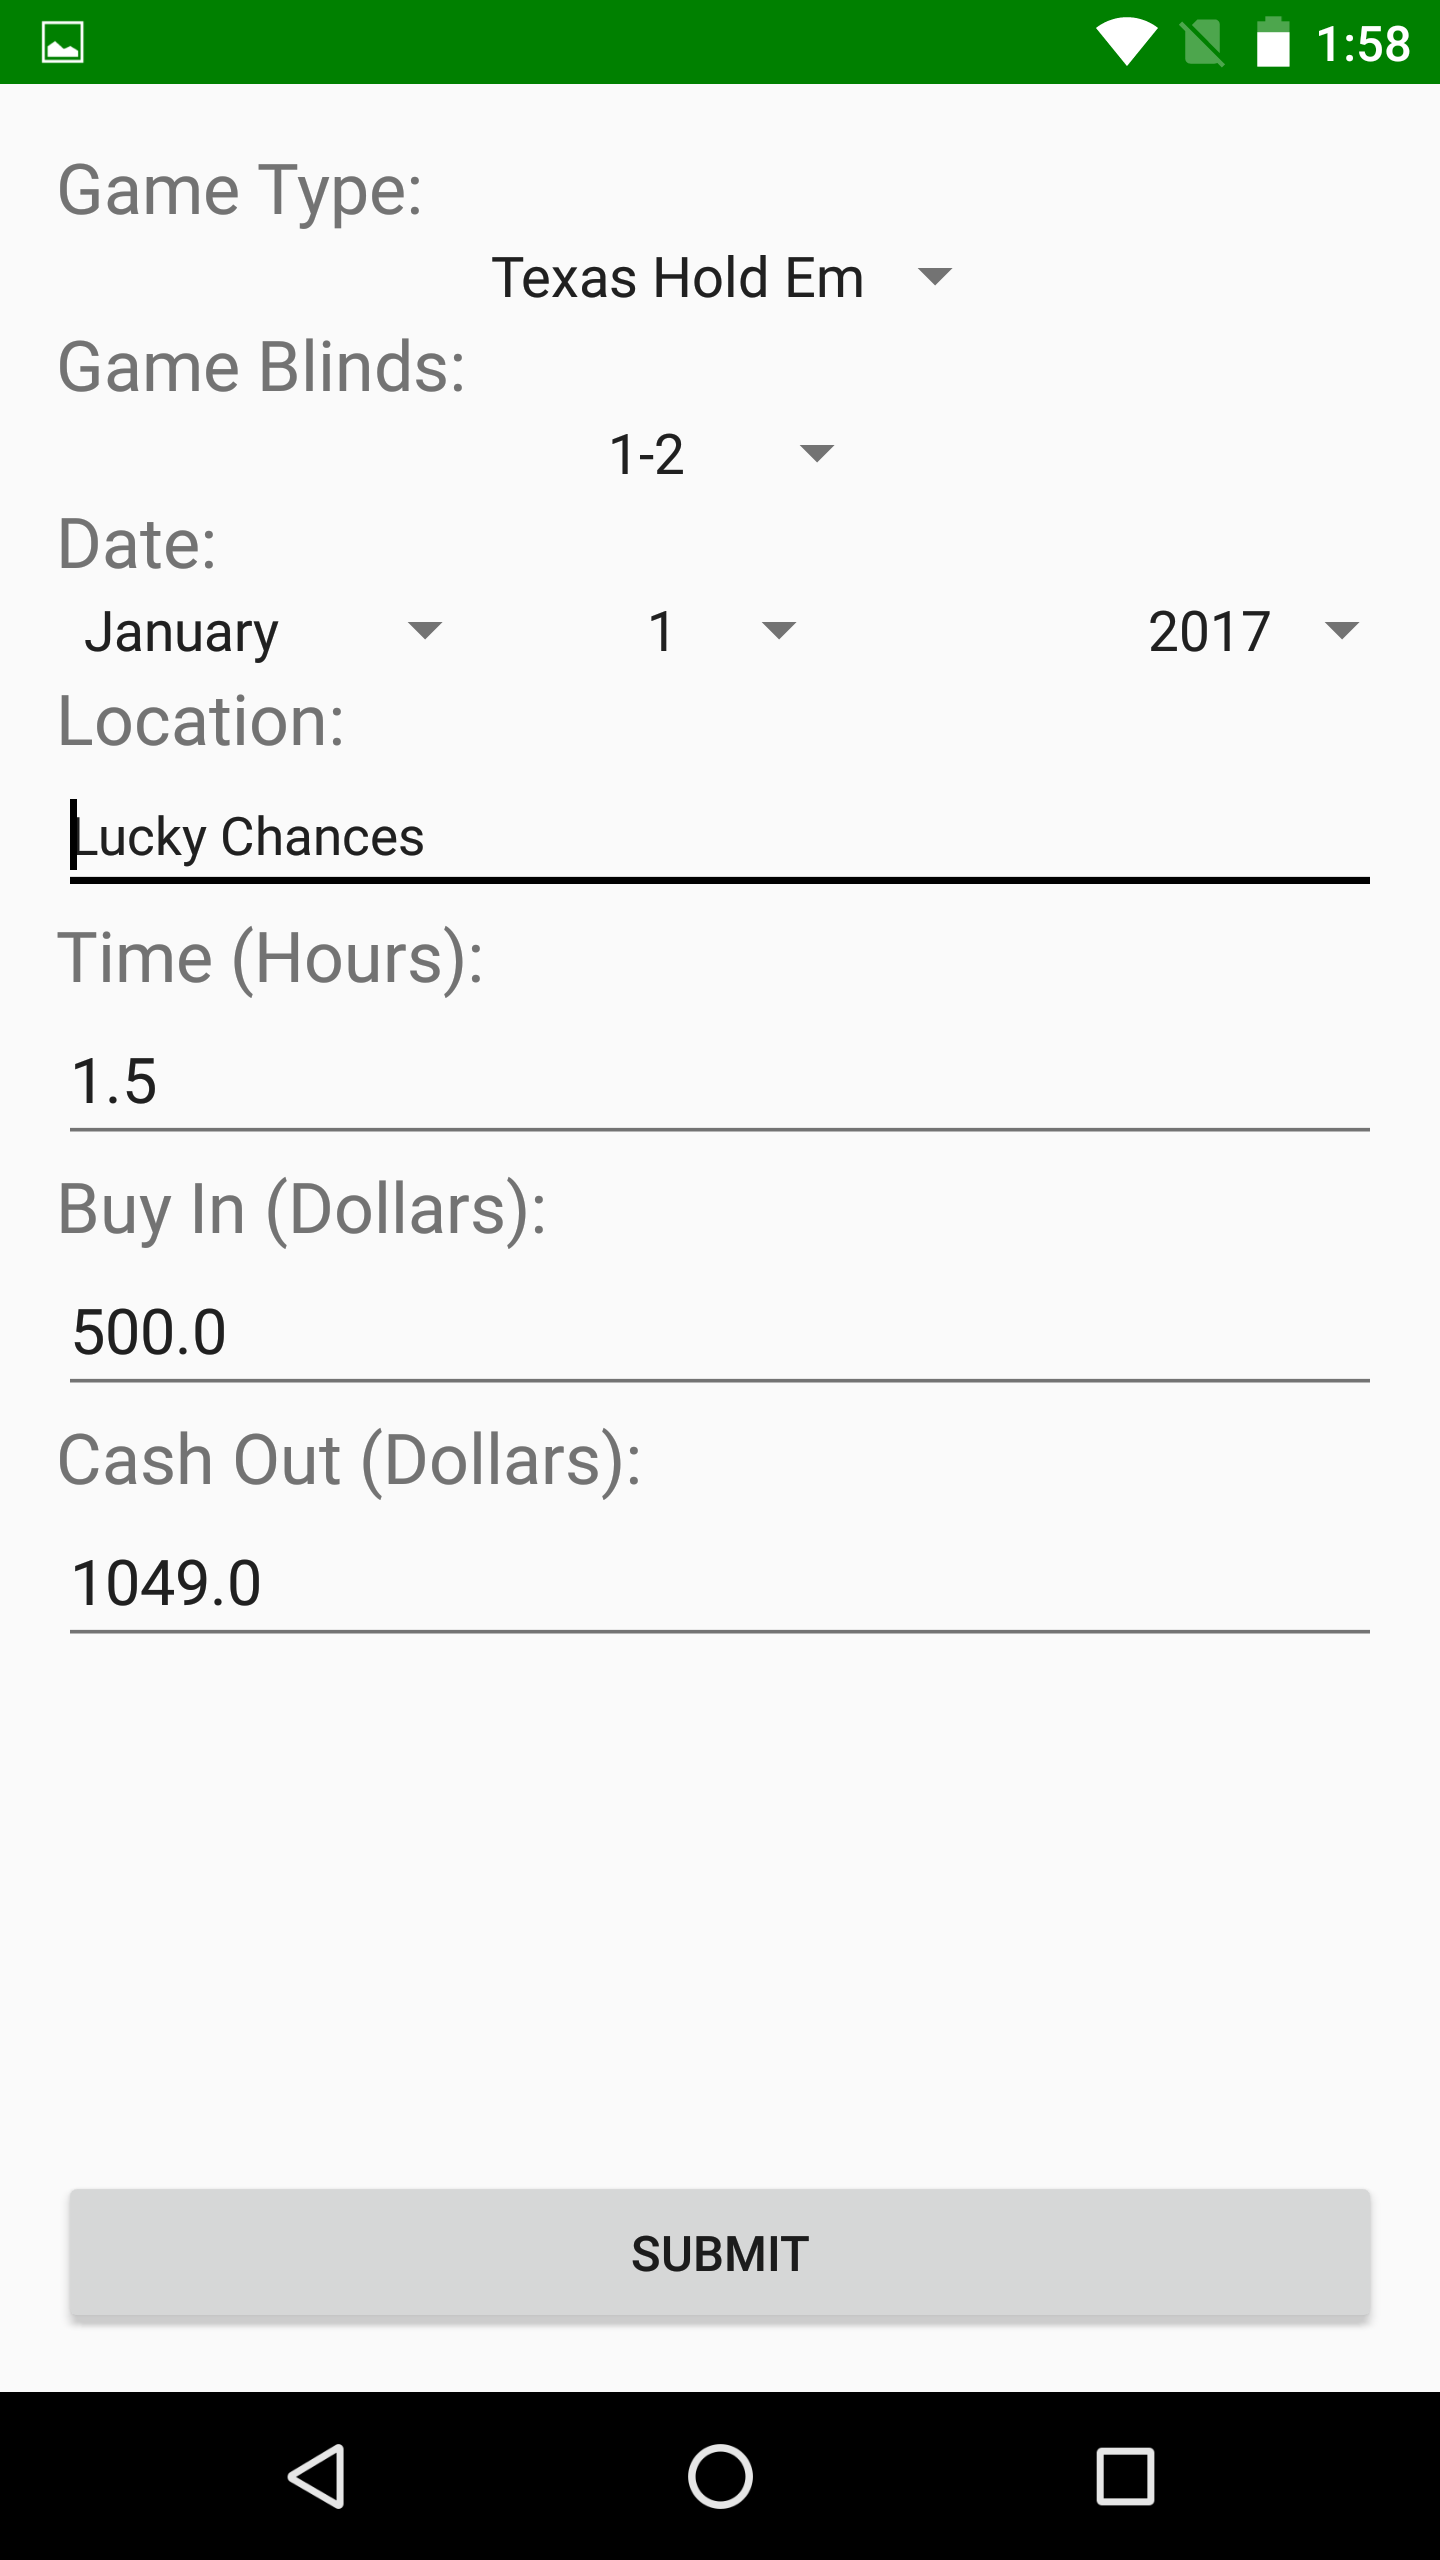 1:58
Game Type:
Texas Hold Em
Game Blinds:
1-2
Date:
January 1 2017
Location:
Lucky Chances
Time (Hours):
1.5
Buy In (Dollars):
500.0
Cash Out (Dollars):
1049.0
SUBMIT